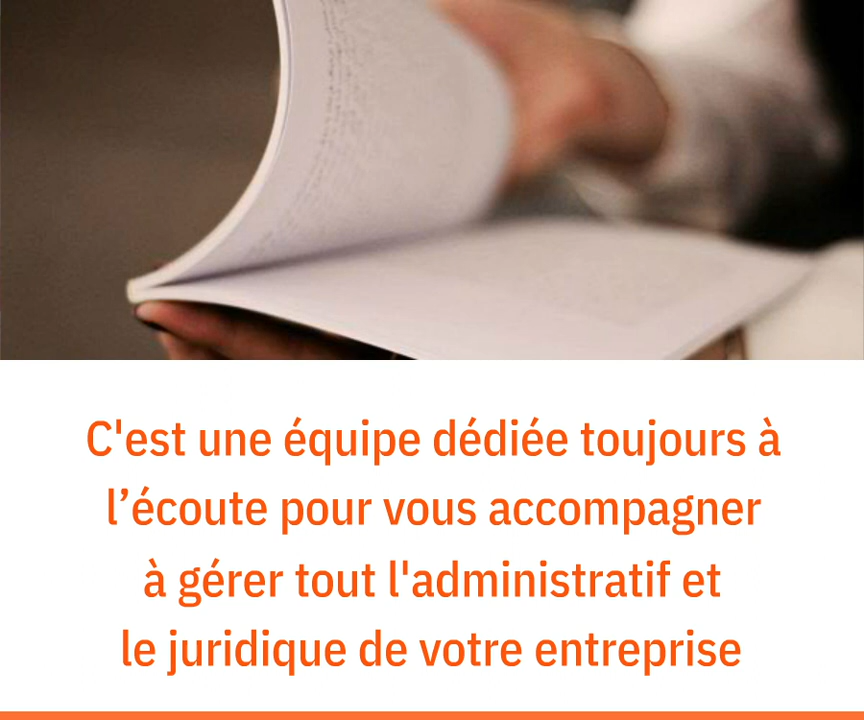 C'est une équipe dédiée toujours à
l’écoute pour vous accompagner
à gérer tout l'administratif et
le juridique de votre entreprise